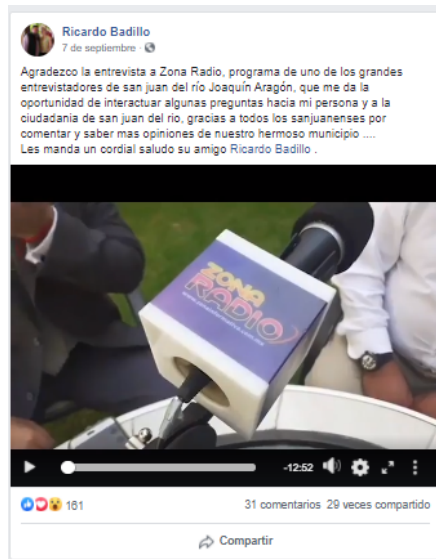 Ricardo Badillo
7 de septiembre ·
Agradezco la entrevista a Zona Radio, programa de uno de los grandes
entrevistadores de san juan del río Joaquín Aragón, que me da la
oportunidad de interactuar algunas preguntas hacia mi persona y a la
ciudadania de san juan del rio, gracias a todos los sanjuanenses por
comentar y saber mas opiniones de nuestro hermoso municipio ....
Les manda un cordial saludo su amigo Ricardo Badillo .
ZONA
RADIO
-12:52
161
31 comentarios 29 veces compartido
Compartir